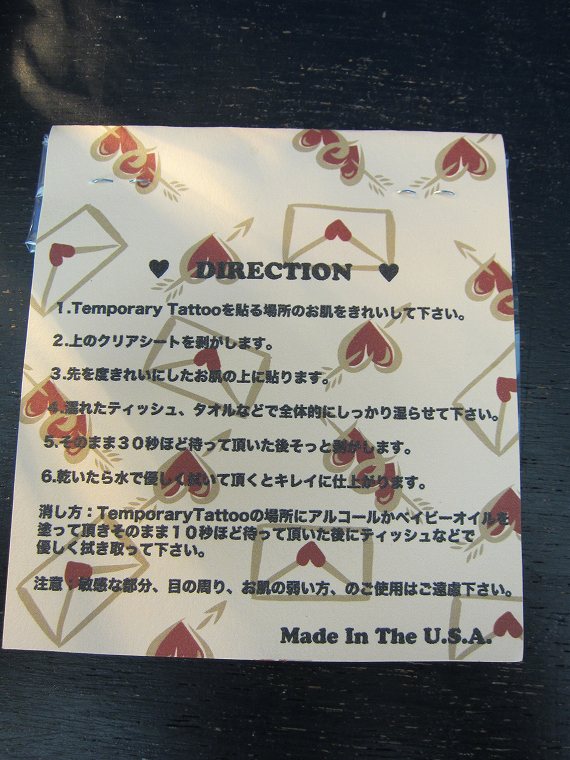 ♥ DIRECTION ♥
1.Temporary Tattooを貼る場所のお肌をきれいして下さい。
2.上のクリアシートを剥がします。
3.先を度きれいにしたお肌の上に貼ります。
4.濡れたティッシュ、タオルなどで全体的にしっかり湿らせて下さい。
5.そのまま30秒ほど待って頂いた後そっと剥がします。
6.乾いたら水で優しく拭いて頂くとキレイに仕上がります。
消し方：TemporaryTattooの場所にアルコールかベイビーオイルを
塗って頂きそのまま10秒ほど待って頂いた後にティッシュなどで
優しく拭き取って下さい。
注意：敏感な部分、目の周り、お肌の弱い方、のご使用はご遠慮下さい。
Made In The U.S.A.